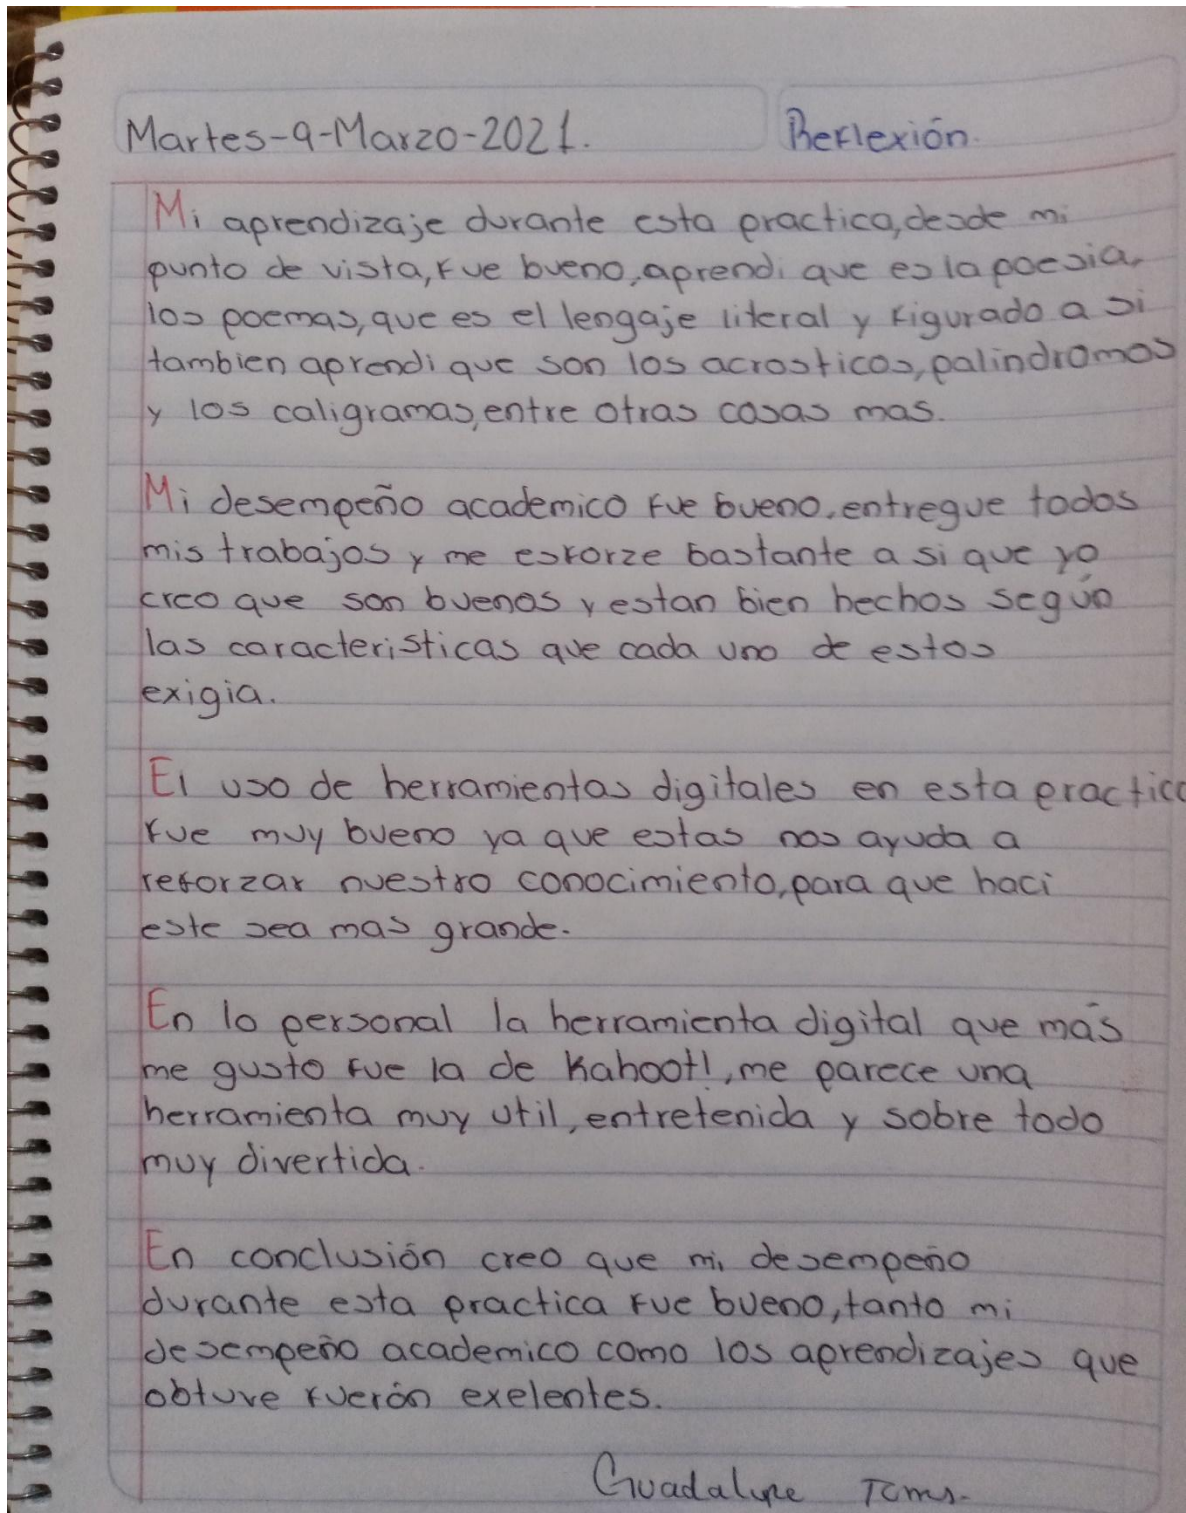 Martes-9-Marzo-2021. Reflexión.
Mi aprendizaje durante esta practica, desde mi
punto de vista, fue bueno, aprendi que es la poesia,
los poemas, que es el lengaje literal y figurado a si
tambien aprendi que son los acrosticos, palindromos
y los caligramas, entre otras cosas mas.
Mi desempeño academico fue bueno, entregue todos
mis trabajos y me esforze bastante a si que yo
creo que son buenos y estan bien hechos según
las caracteristicas que cada uno de estos
exigia.
El uso de herramientas digitales en esta practica
fue muy bueno ya que estas nos ayuda a
reforzar nuestro conocimiento, para que haci
este sea mas grande.
En lo personal la herramienta digital que más
me gusto fue la de Kahoot!, me parece una
herramienta muy util, entretenida y sobre todo
muy divertida.
En conclusión creo que mi desempeño
durante esta practica fue bueno, tanto mi
desempeño academico como los aprendizajes que
obtuve fuerón exelentes.
Guadalupe